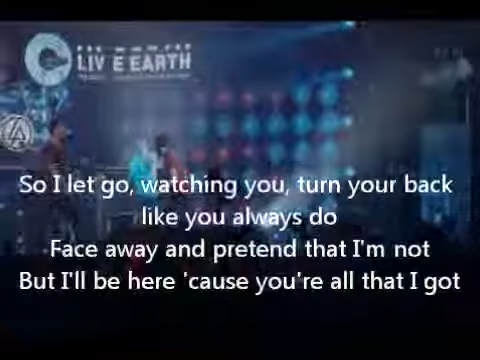 LIVE EARTH
So I let go, watching you, turn your back
like you always do
Face away and pretend that I'm not
But I'll be here 'cause you're all that I got